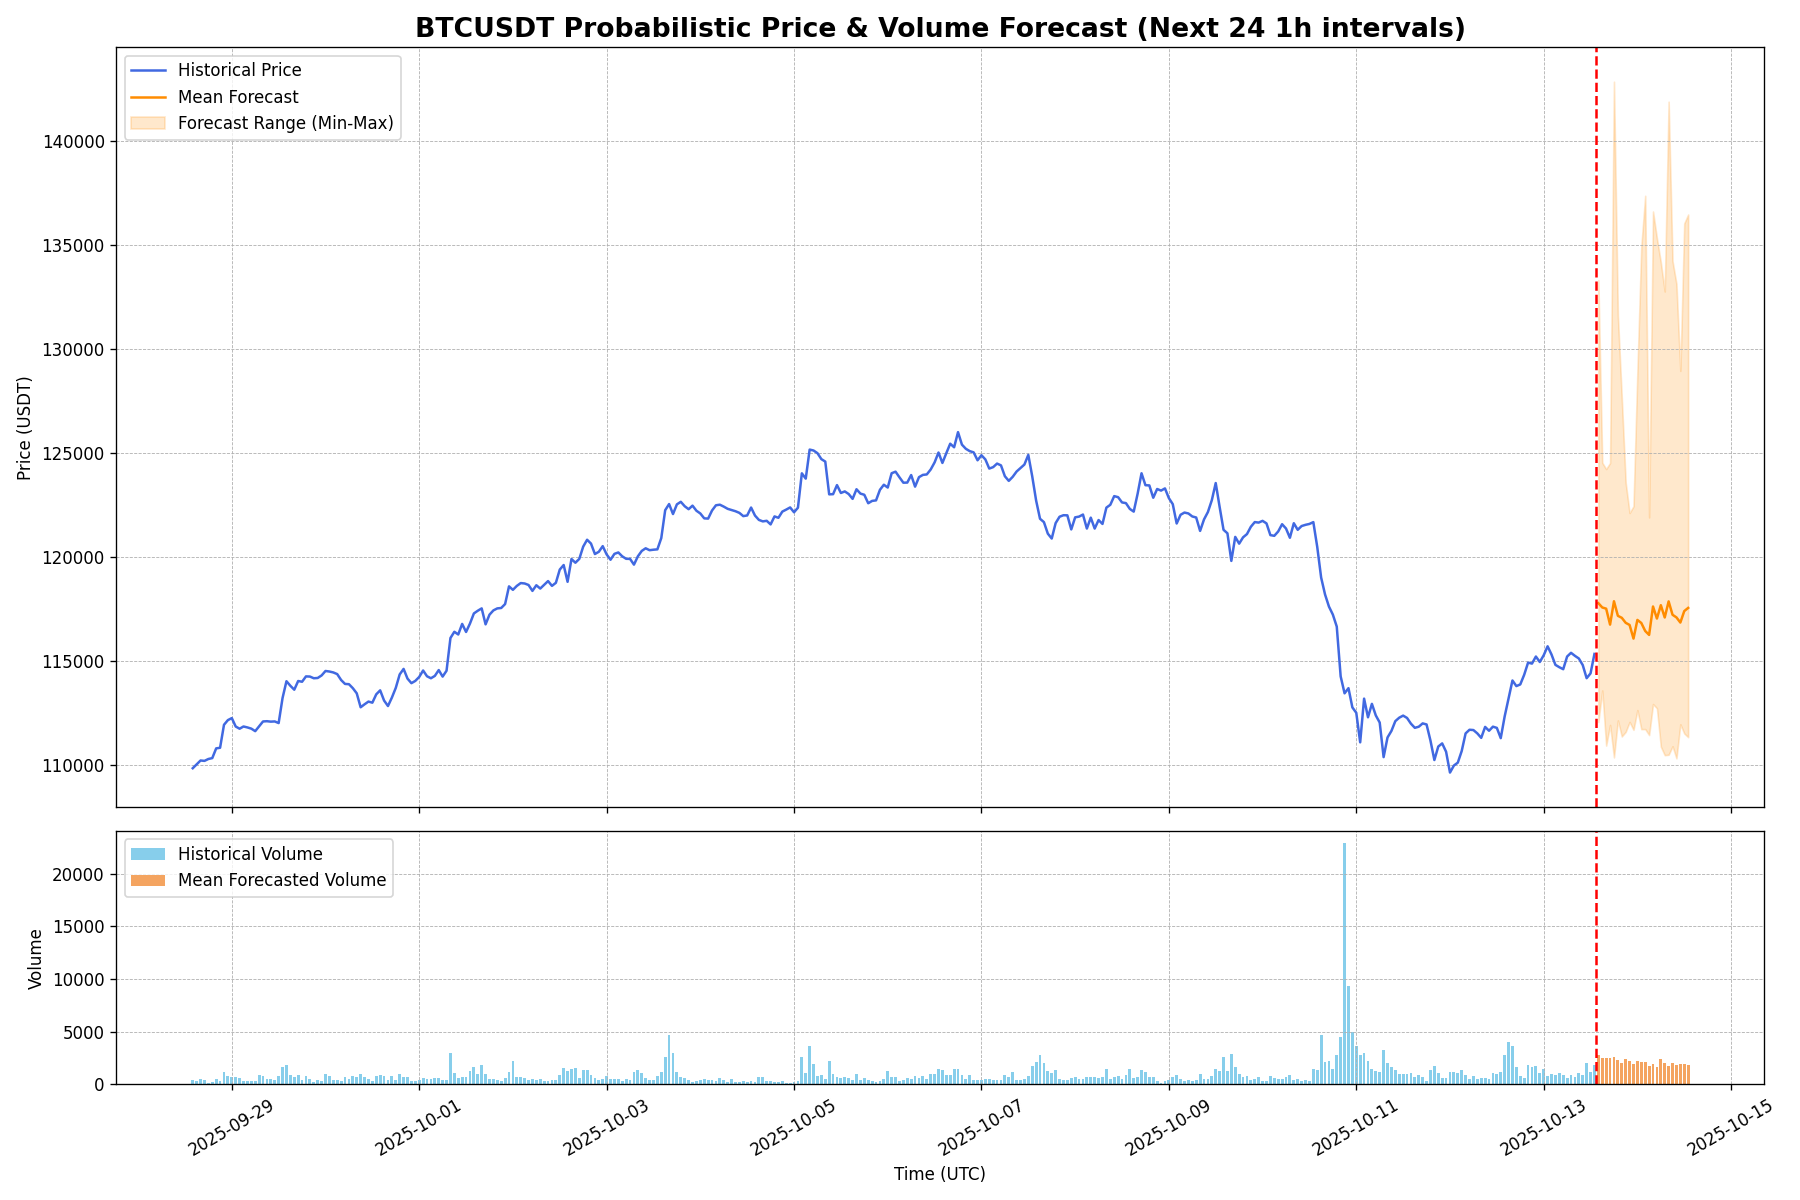 BTCUSDT Probabilistic Price & Volume Forecast (Next 24 1h intervals)
Historical Price
Mean Forecast
Forecast Range (Min-Max)
140000
135000
130000
125000
120000
115000
110000
Price (USDT)
Historical Volume
Mean Forecasted Volume
20000
15000
10000
5000
0
Volume
2025-09-29
2025-10-01
2025-10-03
2025-10-05
2025-10-07
2025-10-09
2025-10-11
2025-10-13
2025-10-15
Time (UTC)